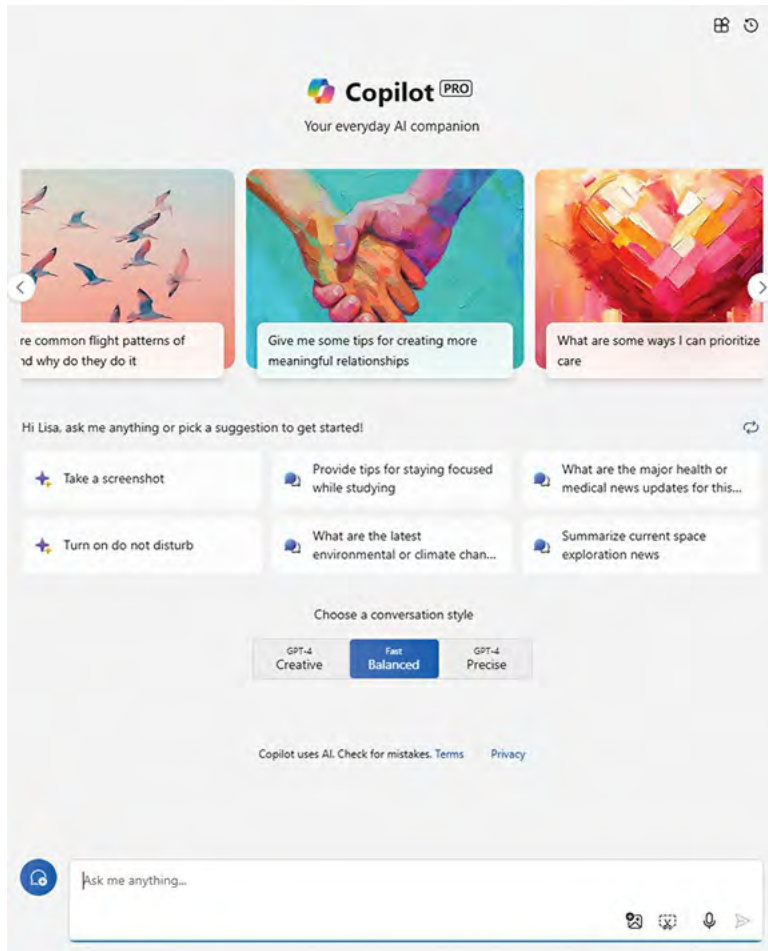 Copilot PRO
Your everyday AI companion
re common flight patterns of
nd why do they do it
Give me some tips for creating more
meaningful relationships
What are some ways I can prioritize
care
Hi Lisa, ask me anything or pick a suggestion to get started!
Take a screenshot
Provide tips for staying focused
while studying
What are the major health or
medical news updates for this...
Turn on do not disturb
What are the latest
environmental or climate chan...
Summarize current space
exploration news
Choose a conversation style
GPT-4
Creative
Fast
Balanced
GPT-4
Precise
Copilot uses AI. Check for mistakes. Terms Privacy
Ask me anything...